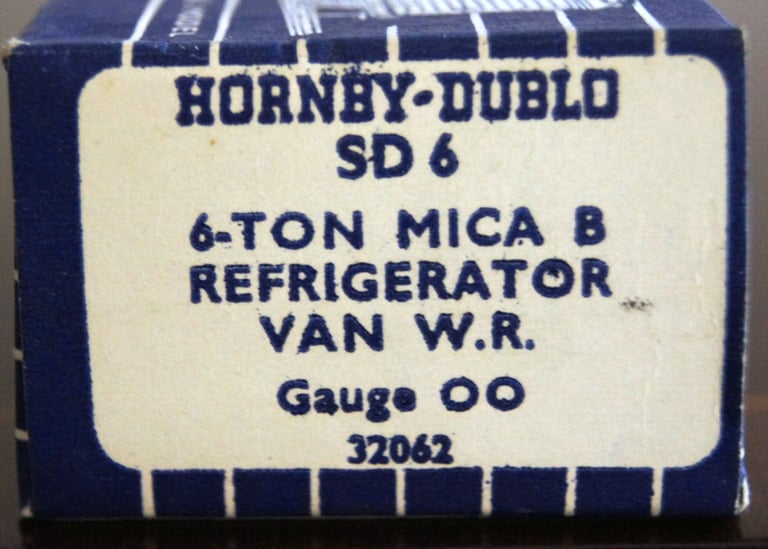 HORNBY-DUBLO
SD 6
6-TON MICA B
REFRIGERATOR
VAN W.R.
Gauge OO
32062